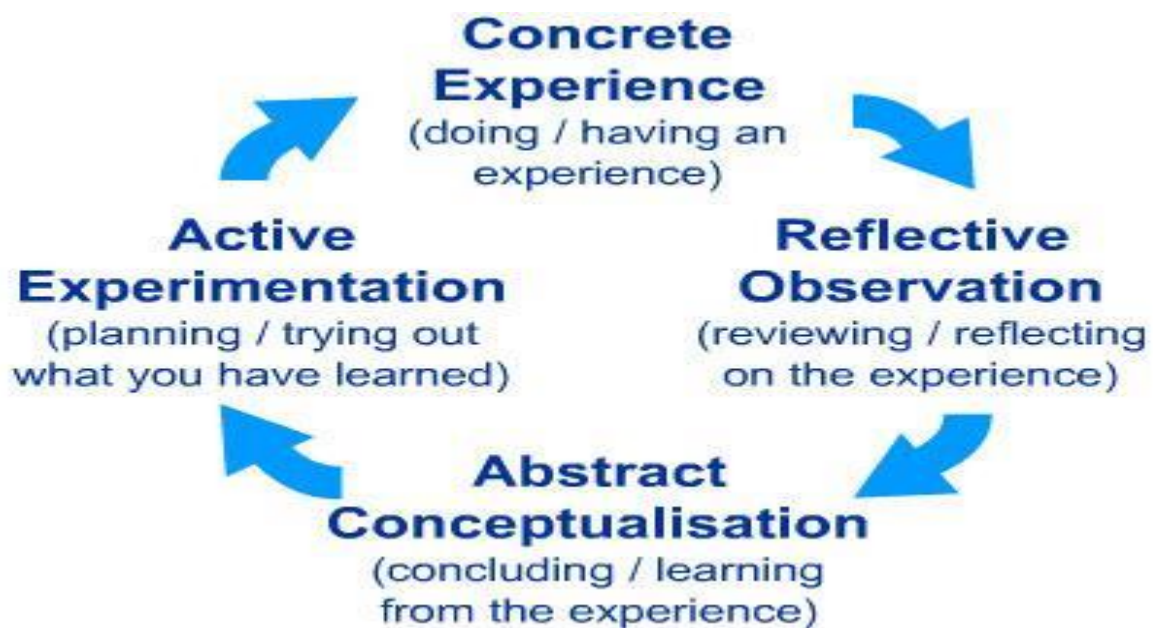 Concrete
Experience
(doing / having an
experience)
Reflective
Observation
(reviewing / reflecting
on the experience)
Abstract
Conceptualisation
(concluding / learning
from the experience)
Active
Experimentation
(planning / trying out
what you have learned)